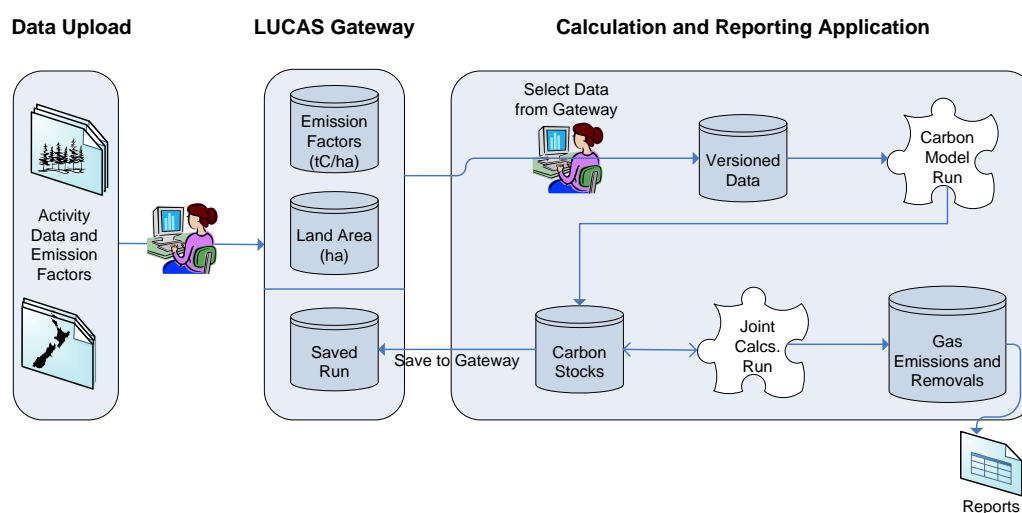 Data Upload
LUCAS Gateway
Calculation and Reporting Application
Activity
Data and
Emission
Factors
Emission
Factors
(tC/ha)
Land Area
(ha)
Saved
Run
Select Data
from Gateway
Versioned
Data
Carbon
Model
Run
Save to Gateway
Carbon
Stocks
Joint
Calcs.
Run
Gas
Emissions and
Removals
Reports